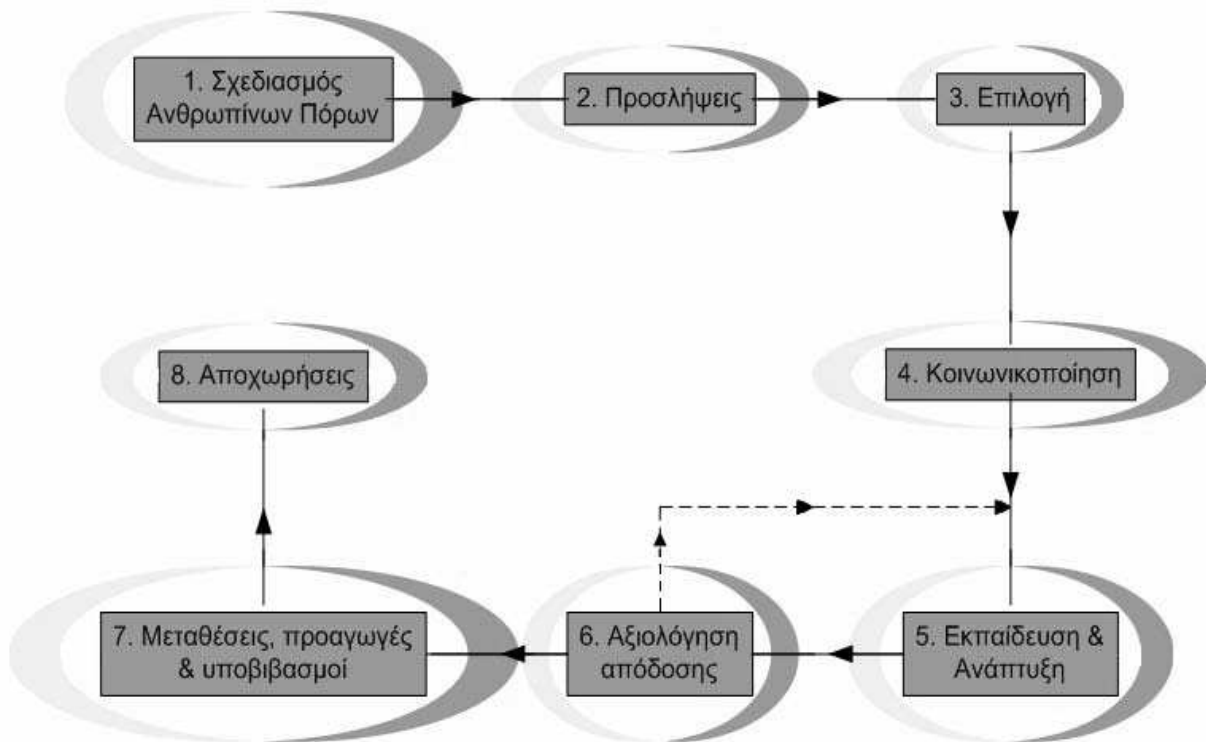 1. Σχεδιασμός
Ανθρωπίνων Πόρων
2. Προσλήψεις
3. Επιλογή
4. Κοινωνικοποίηση
5. Εκπαίδευση &
Ανάπτυξη
6. Αξιολόγηση
απόδοσης
7. Μεταθέσεις, προαγωγές
& υποβιβασμοί
8. Αποχωρήσεις